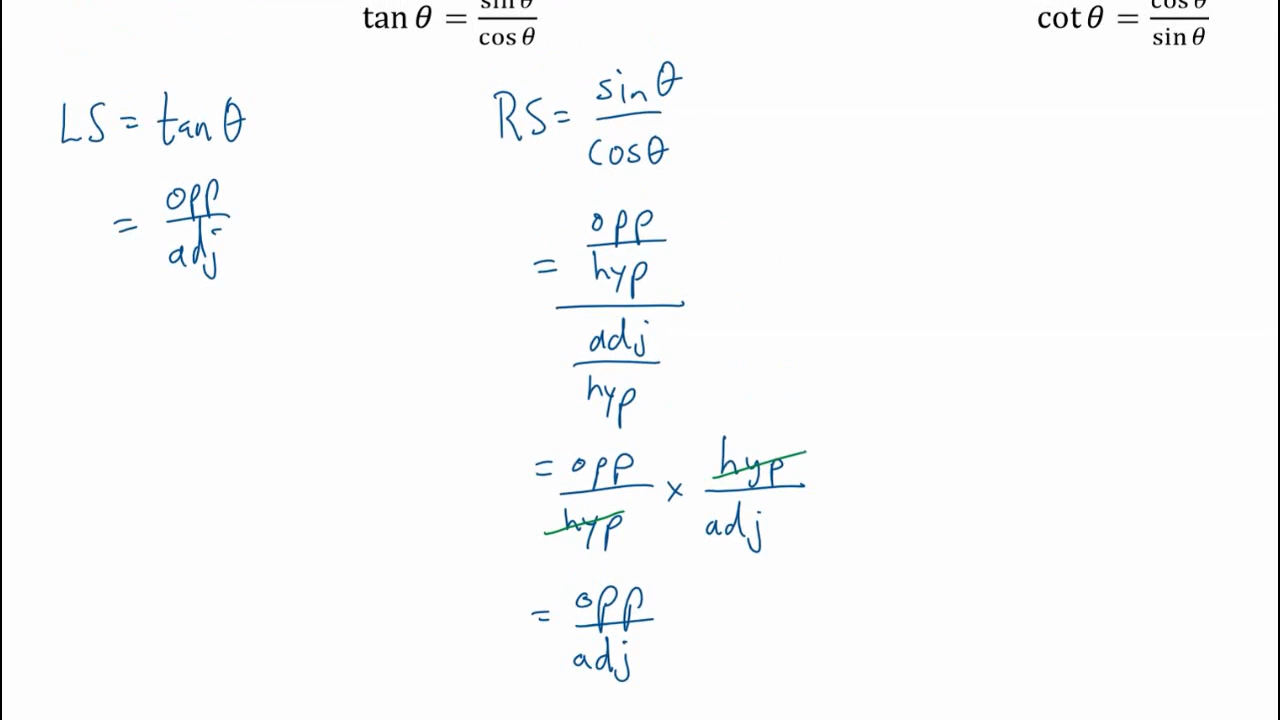 tan θ = sin θ / cos θ
cot θ = cos θ / sin θ
LS = tan θ
= opp / adj
RS = sin θ / cos θ
= opp / hyp / adj / hyp
= opp / hyp × hyp / adj
= opp / adj